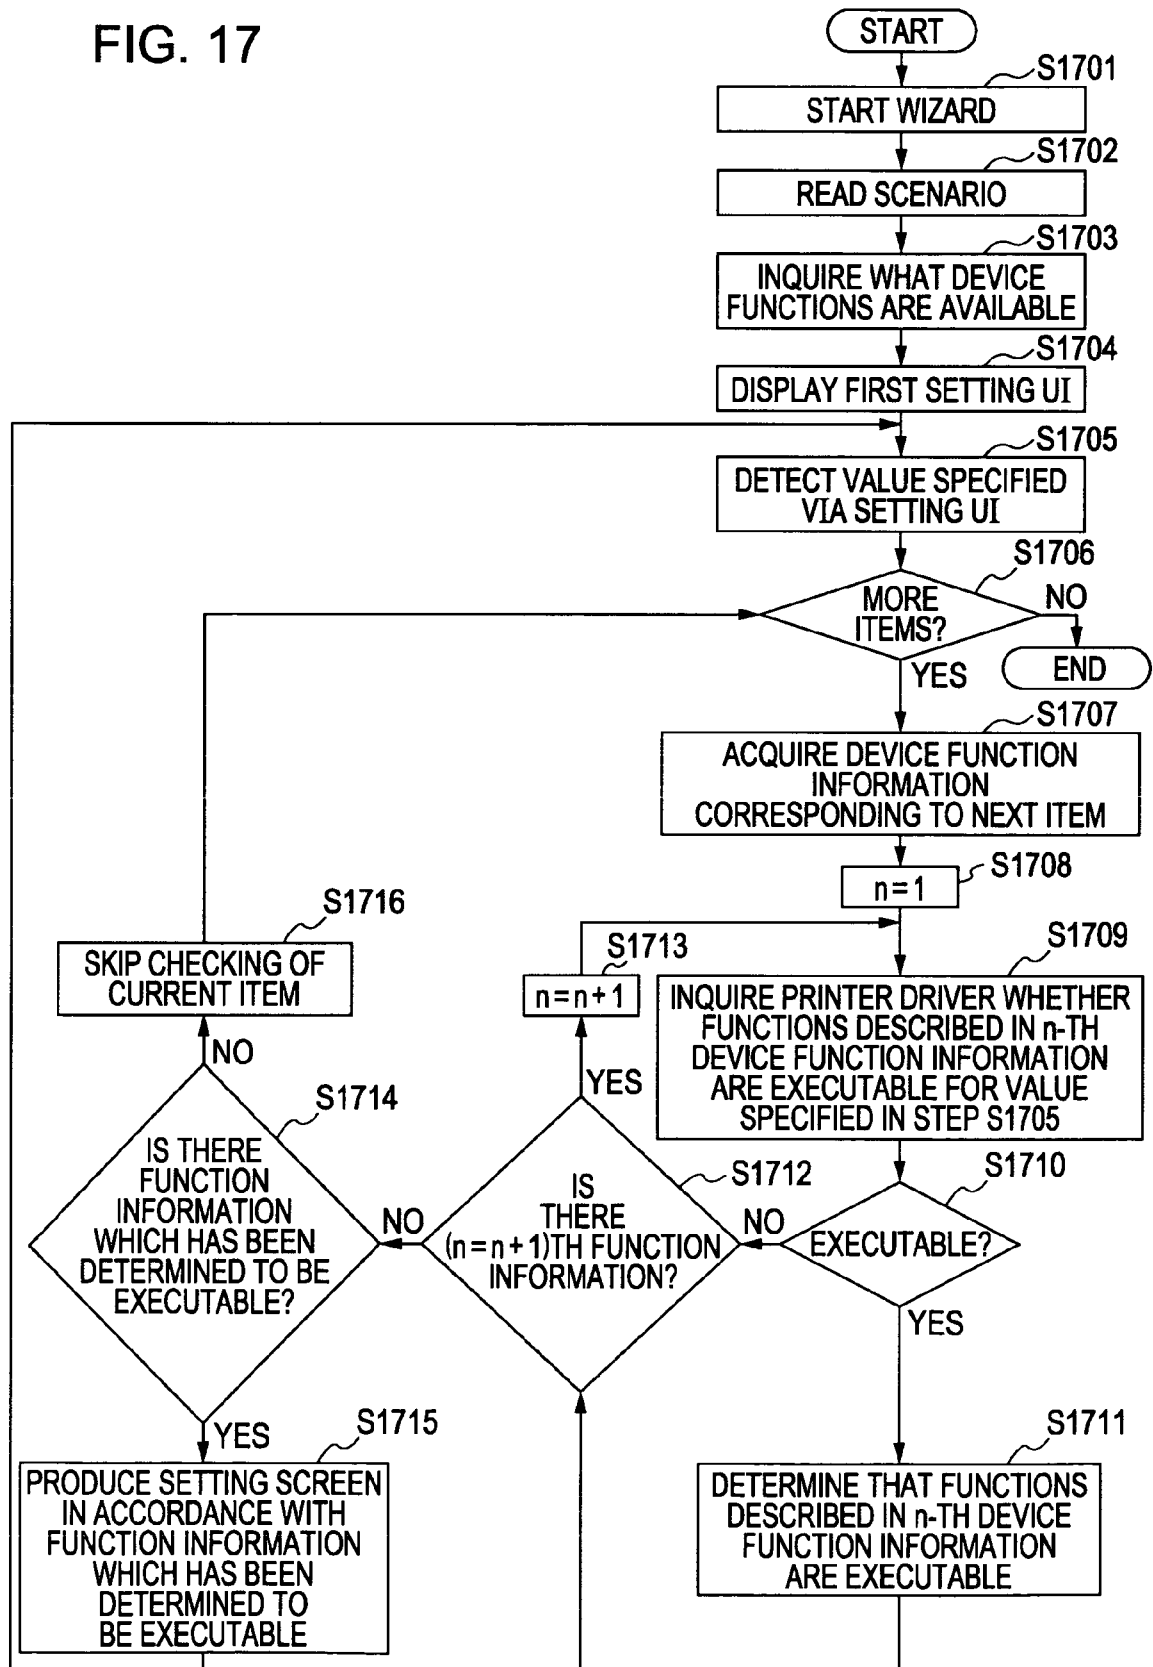 FIG. 17
START
S1701
START WIZARD
S1702
READ SCENARIO
S1703
INQUIRE WHAT DEVICE
FUNCTIONS ARE AVAILABLE
S1704
DISPLAY FIRST SETTING UI
S1705
DETECT VALUE SPECIFIED
VIA SETTING UI
S1706
MORE
ITEMS?
NO
END
YES
S1707
ACQUIRE DEVICE FUNCTION
INFORMATION
CORRESPONDING TO NEXT ITEM
S1708
n=1
S1709
INQUIRE PRINTER DRIVER WHETHER
FUNCTIONS DESCRIBED IN n-TH
DEVICE FUNCTION INFORMATION
ARE EXECUTABLE FOR VALUE
SPECIFIED IN STEP S1705
S1710
EXECUTABLE?
NO
YES
S1711
DETERMINE THAT FUNCTIONS
DESCRIBED IN n-TH DEVICE
FUNCTION INFORMATION
ARE EXECUTABLE
S1712
IS
THERE
(n=n+1)TH FUNCTION
INFORMATION?
YES
NO
S1713
n=n+1
S1714
IS THERE
FUNCTION
INFORMATION
WHICH HAS BEEN
DETERMINED TO BE
EXECUTABLE?
NO
YES
S1715
PRODUCE SETTING SCREEN
IN ACCORDANCE WITH
FUNCTION INFORMATION
WHICH HAS BEEN
DETERMINED TO
BE EXECUTABLE
S1716
SKIP CHECKING OF
CURRENT ITEM